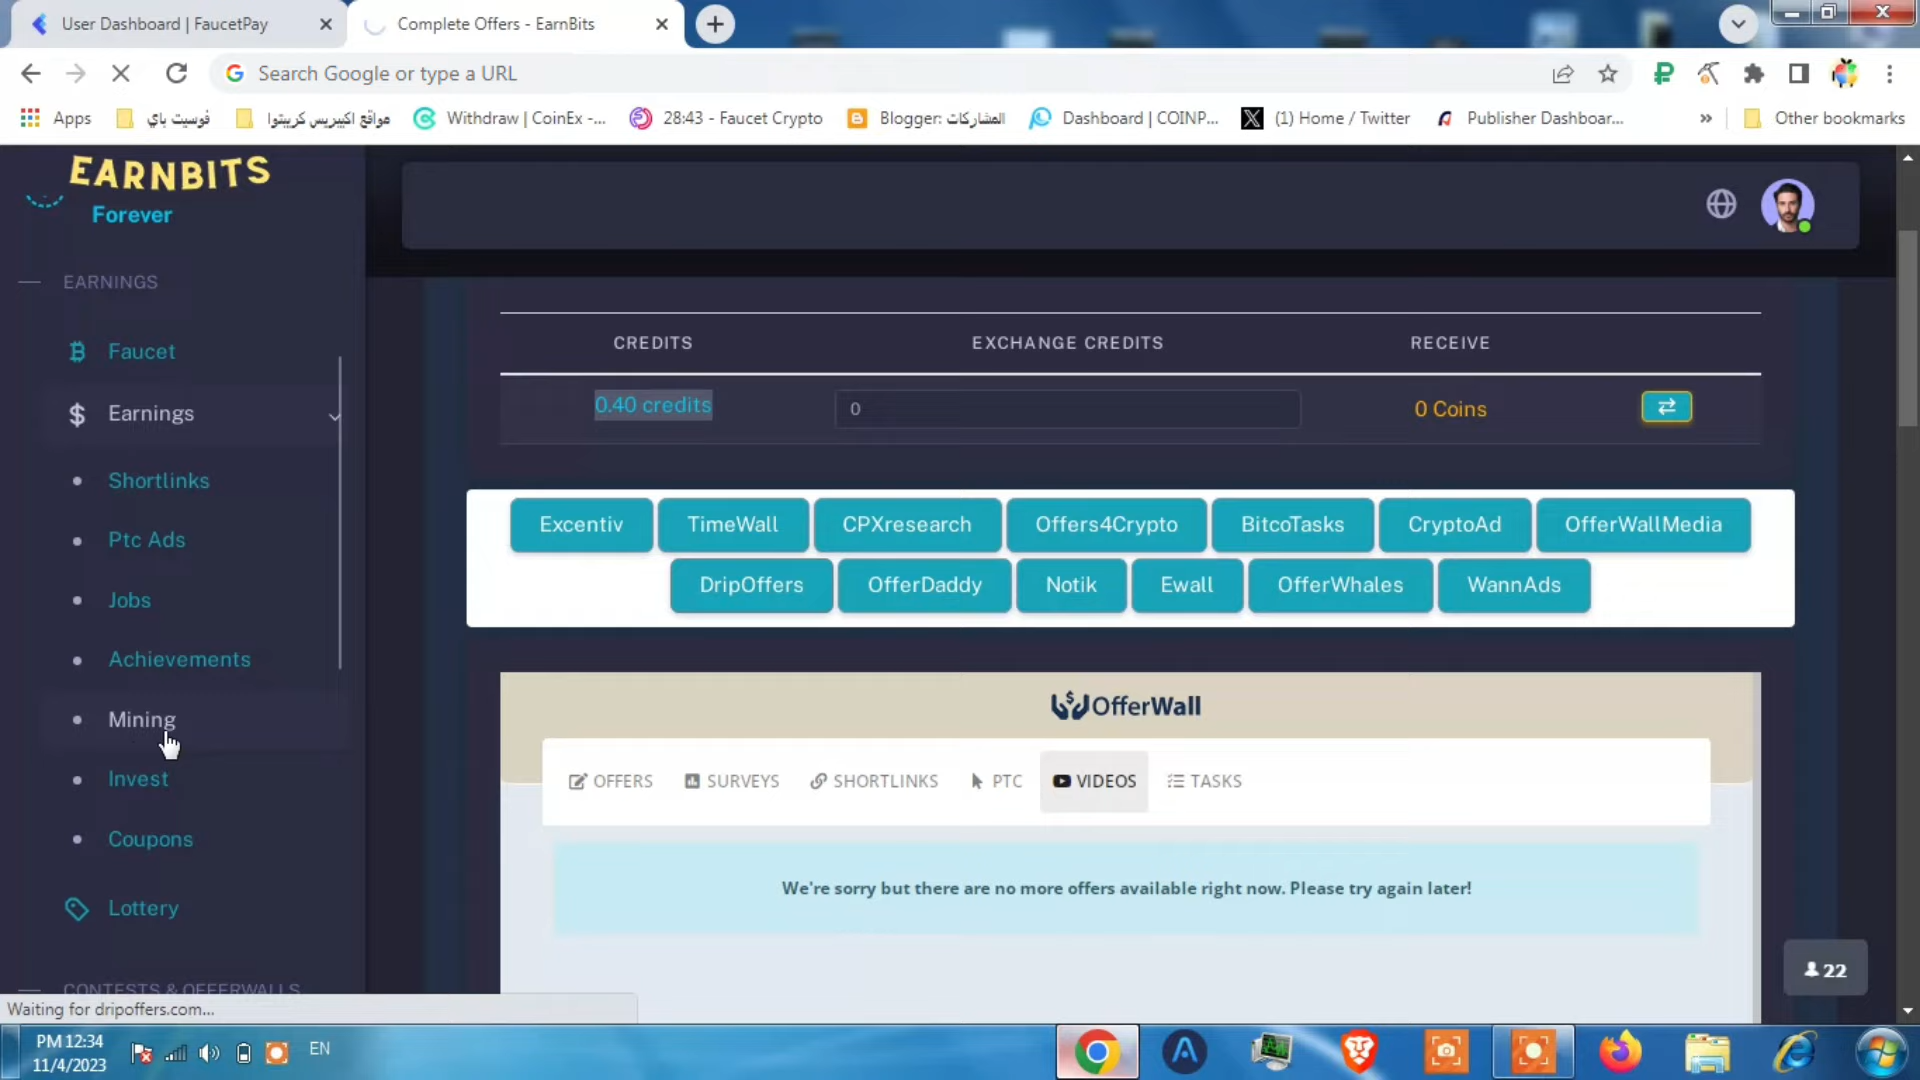 User Dashboard | FaucetPay
Complete Offers - EarnBits
Search Google or type a URL
Apps
فوسيت باي
مواقع اكسبريس كريبتوا
Withdraw | CoinEx -...
28:43 - Faucet Crypto
Blogger: المشاركات
Dashboard | COINP...
(1) Home / Twitter
Publisher Dashboar...
»
Other bookmarks
EARNBITS
Forever
EARNINGS
Faucet
Earnings
Shortlinks
Ptc Ads
Jobs
Achievements
Mining
Invest
Coupons
Lottery
CONTESTS & OFFERWALLS
CREDITS EXCHANGE CREDITS RECEIVE
0.40 credits 0 0 Coins
Excentiv TimeWall CPXresearch Offers4Crypto BitcoTasks CryptoAd OfferWallMedia
DripOffers OfferDaddy Notik Ewall OfferWhales WannAds
OfferWall
OFFERS SURVEYS SHORTLINKS PTC VIDEOS TASKS
We're sorry but there are no more offers available right now. Please try again later!
22
Waiting for dripoffers.com...
PM 12:34
11/4/2023
EN